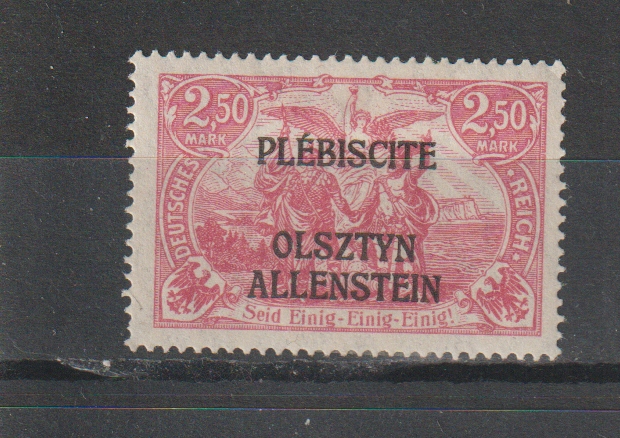 2,50 2,50
MARK MARK
PLÉBISCITE
DEUTSCHES REICH
OLSZTYN
ALLENSTEIN
Seid Einig-Einig-Einig!